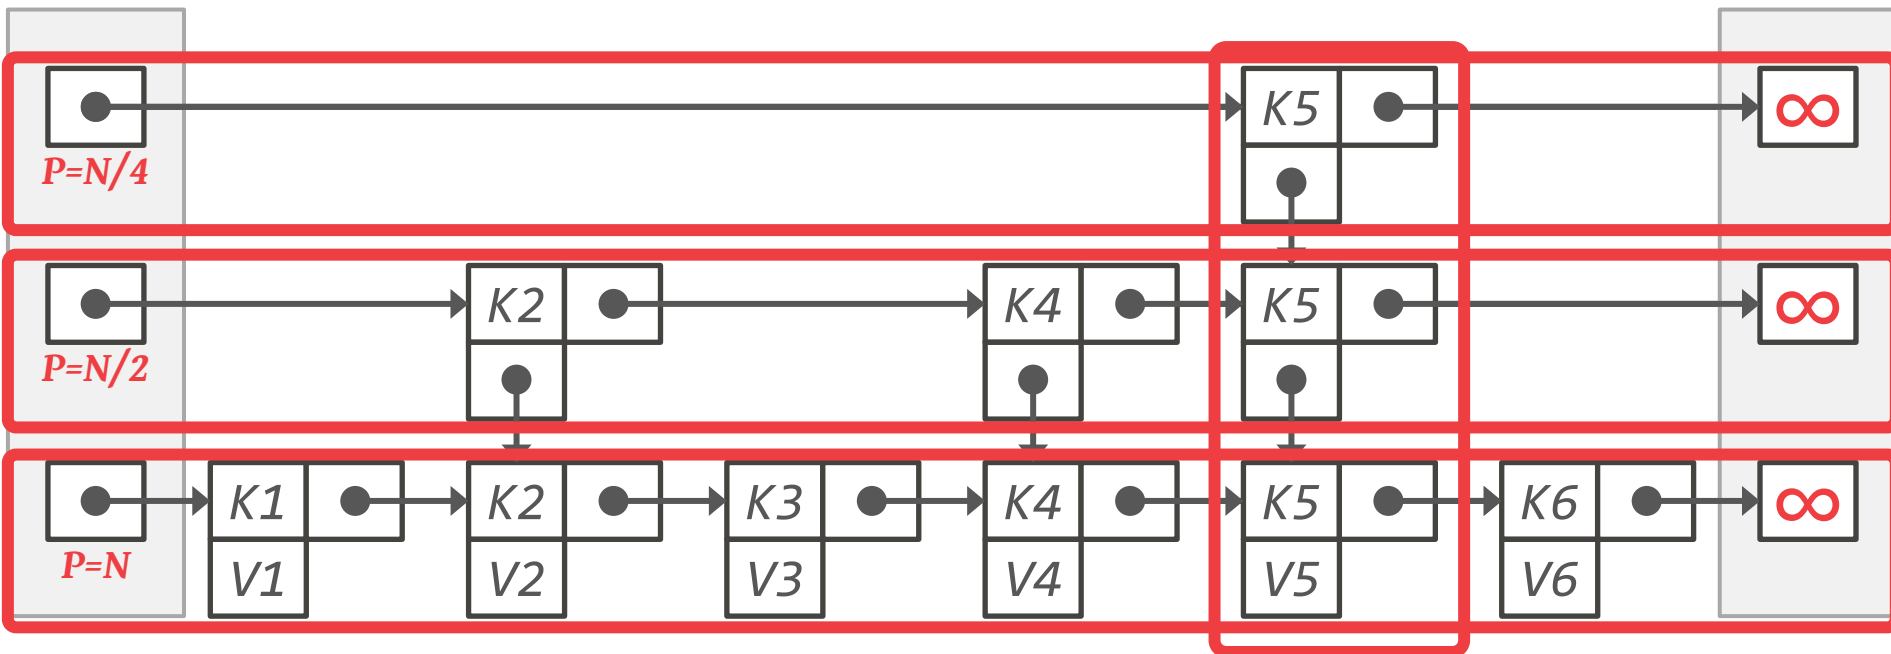 K5 ∞
P=N/4
K2 K4 K5 ∞
P=N/2
K1 K2 K3 K4 K5 K6 ∞
P=N
V1 V2 V3 V4 V5 V6